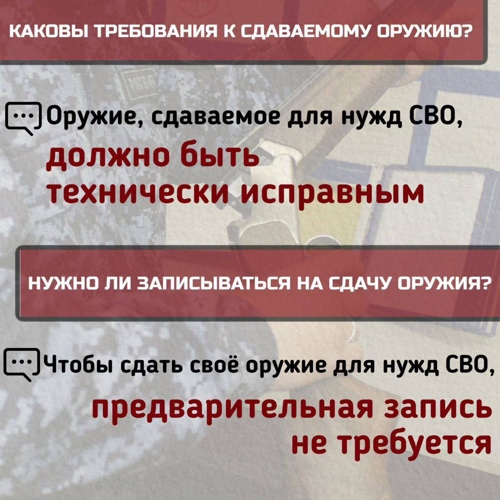 КАКОВЫ ТРЕБОВАНИЯ К СДАВАЕМОМУ ОРУЖИЮ?
Оружие, сдаваемое для нужд СВО,
должно быть
технически исправным
НУЖНО ЛИ ЗАПИСЫВАТЬСЯ НА СДАЧУ ОРУЖИЯ?
Чтобы сдать своё оружие для нужд СВО,
предварительная запись
не требуется